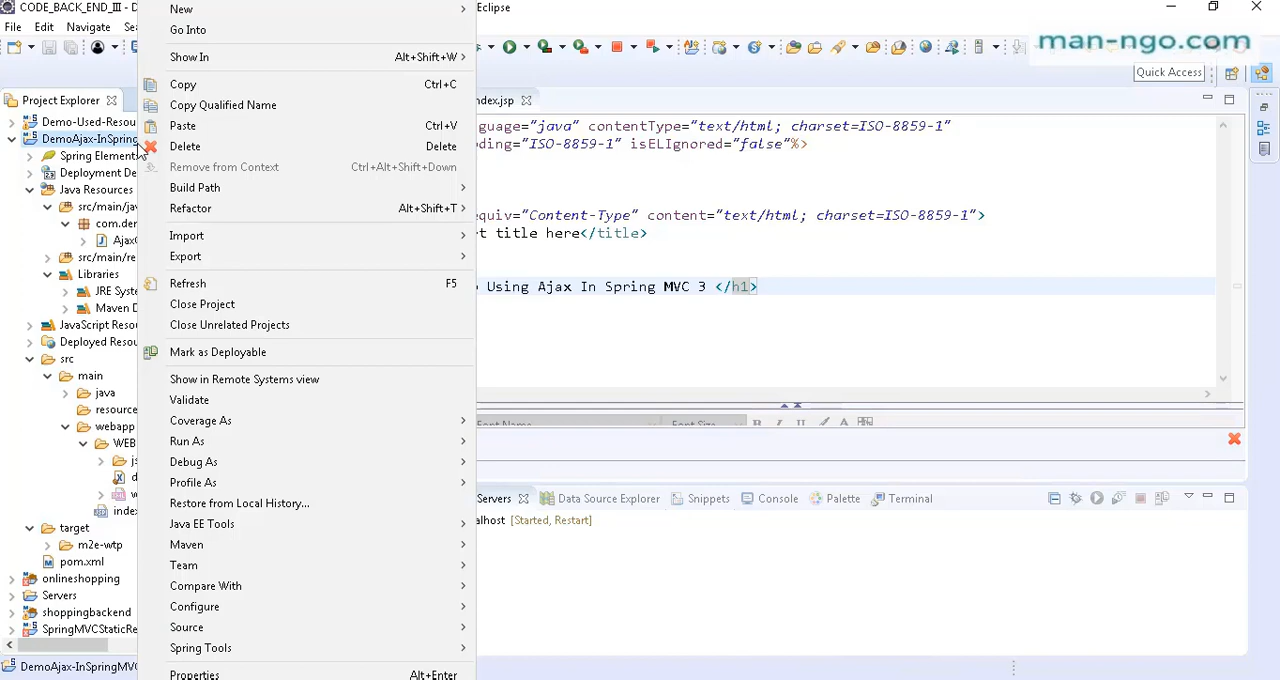 CODE_BACK_END_III - D
Eclipse
File Edit Navigate Se
man-ngo.com
Quick Access
Project Explorer
Demo-Used-Resou
DemoAjax-InSpring
Spring Element
Deployment De
Java Resources
src/main/jav
com.de
Ajax
src/main/re
Libraries
JRE Syste
Maven D
JavaScript Resou
Deployed Resou
src
main
java
resource
webapp
WEB
js
d
w
index
target
m2e-wtp
pom.xml
onlineshopping
Servers
shoppingbackend
SpringMVCStaticRe
DemoAjax-InSpringMVC
New
Go Into
Show In Alt+Shift+W
Copy Ctrl+C
Copy Qualified Name
Paste Ctrl+V
Delete Delete
Remove from Context Ctrl+Alt+Shift+Down
Build Path
Refactor Alt+Shift+T
Import
Export
Refresh F5
Close Project
Close Unrelated Projects
Mark as Deployable
Show in Remote Systems view
Validate
Coverage As
Run As
Debug As
Profile As
Restore from Local History...
Java EE Tools
Maven
Team
Compare With
Configure
Source
Spring Tools
Properties Alt+Enter
ndex.jsp
guage="java" contentType="text/html; charset=ISO-8859-1"
ding="ISO-8859-1" isELIgnored="false"%>
equiv="Content-Type" content="text/html; charset=ISO-8859-1">
t title here</title>
Using Ajax In Spring MVC 3 </h1>
Font Name Font Size B I U A
Servers Data Source Explorer Snippets Console Palette Terminal
lhost [Started, Restart]